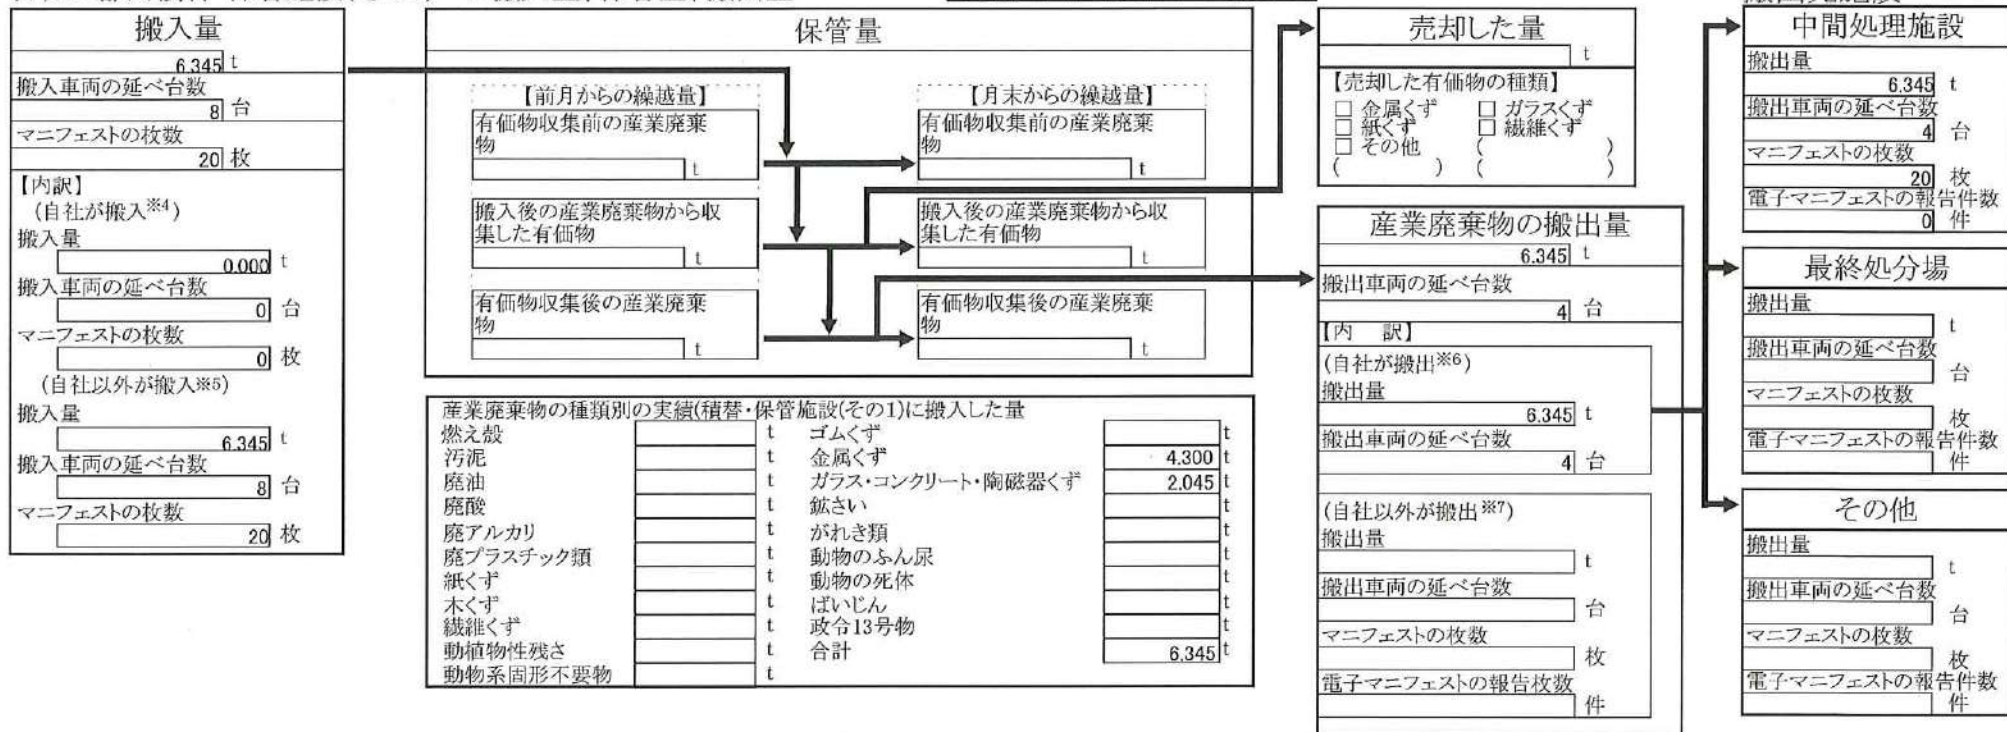 搬入量
6.345 t
搬入車両の延べ台数
8 台
マニフェストの枚数
20 枚
【内訳】
(自社が搬入※4)
搬入量
0.000 t
搬入車両の延べ台数
0 台
マニフェストの枚数
0 枚
(自社以外が搬入※5)
搬入量
6.345 t
搬入車両の延べ台数
8 台
マニフェストの枚数
20 枚
保管量
【前月からの繰越量】
有価物収集前の産業廃棄
物
t
搬入後の産業廃棄物から収
集した有価物
t
有価物収集後の産業廃棄
物
t
【月末からの繰越量】
有価物収集前の産業廃棄
物
t
搬入後の産業廃棄物から収
集した有価物
t
有価物収集後の産業廃棄
物
t
産業廃棄物の種類別の実績(積替・保管施設(その1)に搬入した量
燃え殻 t ゴムくず t
汚泥 t 金属くず 4.300 t
廃油 t ガラス・コンクリート・陶磁器くず 2.045 t
廃酸 t 鉱さい t
廃アルカリ t がれき類 t
廃プラスチック類 t 動物のふん尿 t
紙くず t 動物の死体 t
木くず t ばいじん t
繊維くず t 政令13号物 t
動植物性残さ t 合計 6.345 t
動物系固形不要物 t
売却した量
t
【売却した有価物の種類】
□ 金属くず □ ガラスくず
□ 紙くず □ 繊維くず
□ その他 ( )
( ) ( )
産業廃棄物の搬出量
6.345 t
搬出車両の延べ台数
4 台
【内 訳】
(自社が搬出※6)
搬出量
6.345 t
搬出車両の延べ台数
4 台
(自社以外が搬出※7)
搬出量
t
搬出車両の延べ台数
台
マニフェストの枚数
枚
電子マニフェストの報告枚数
件
中間処理施設
搬出量
6.345 t
搬出車両の延べ台数
4 台
マニフェストの枚数
20 枚
電子マニフェストの報告件数
0 件
最終処分場
搬出量
t
搬出車両の延べ台数
台
マニフェストの枚数
枚
電子マニフェストの報告件数
件
その他
搬出量
t
搬出車両の延べ台数
台
マニフェストの枚数
枚
電子マニフェストの報告件数
件